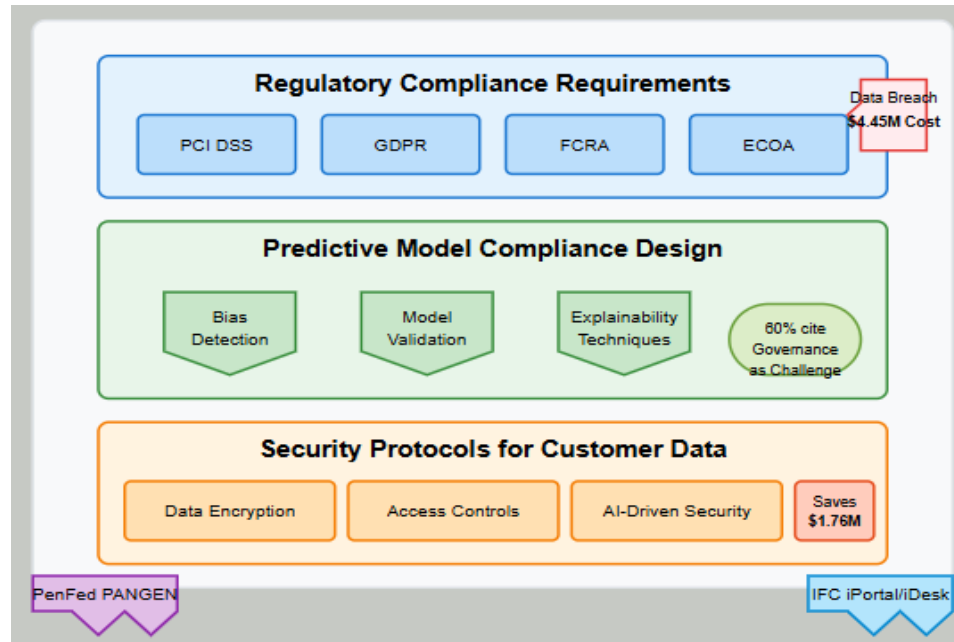 Regulatory Compliance Requirements
Data Breach
$4.45M Cost
PCI DSS
GDPR
FCRA
ECOA
Predictive Model Compliance Design
Bias
Detection
Model
Validation
Explainability
Techniques
60% cite
Governance
as Challenge
Security Protocols for Customer Data
Data Encryption
Access Controls
AI-Driven Security
Saves
$1.76M
PenFed PANGEN
IFC iPortal/iDesk